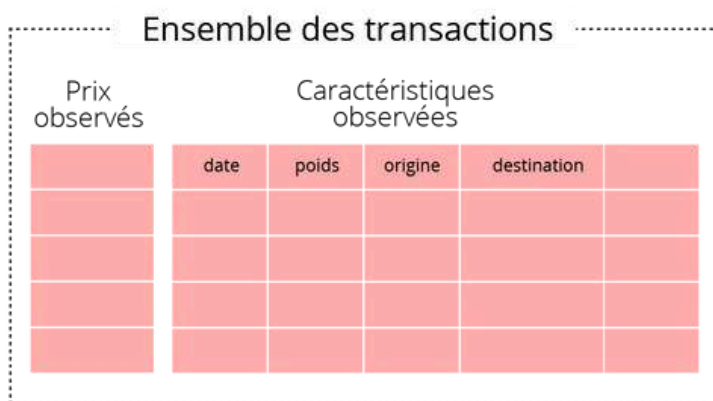 Ensemble des transactions
Prix
observés
Caractéristiques
observées
date poids origine destination